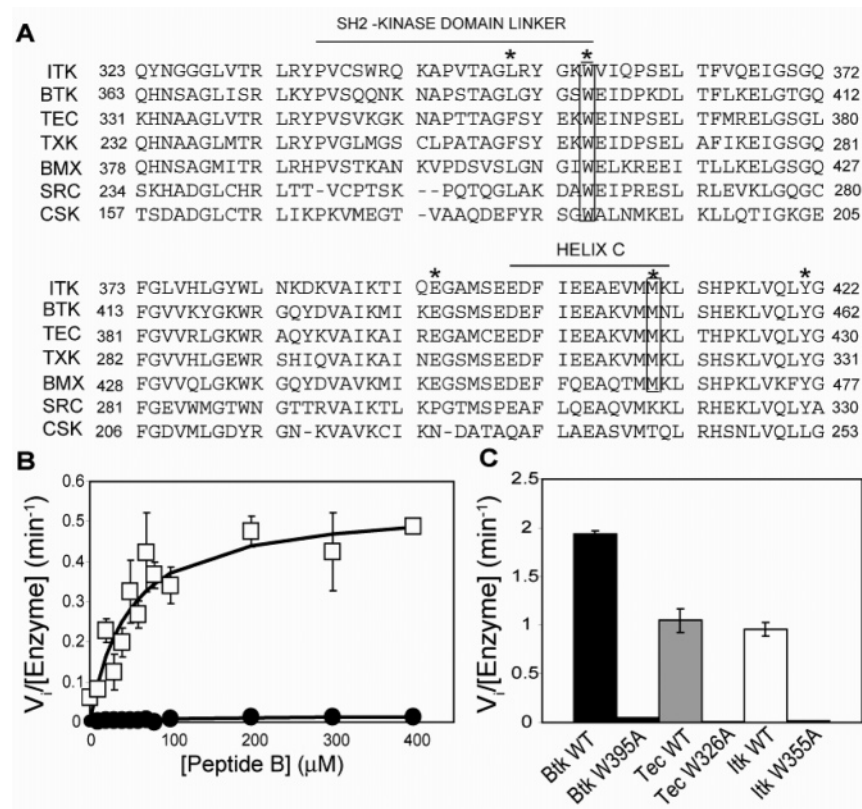 A
SH2 -KINASE DOMAIN LINKER
* *
ITK 323 QYNGGGLVTR LRYPVCSWRQ KAPVTAGLRY GKWVIQPSEL TFVQEIGSGQ 372
BTK 363 QHNSAGLISR LKYPVSQQNK NAPSTAGLGY GSWEIDPKDL TFLKELGTGQ 412
TEC 331 KHNAAGLVTR LRYPVSVKGK NAPTTAGFSY EKWEINPSEL TFMRELGSGL 380
TXK 232 QHNAAGLMTR LRYPVGLMGS CLPATAGFSY EKWEIDPSEL AFIKEIGSGQ 281
BMX 378 QHNSAGMITR LRHPVSTKAN KVPDSVSLGN GIWELKREEI TLLKELGSGQ 427
SRC 234 SKHADGLCHR LTT-VCPTSK --PQTQGLAK DAWEIPRESL RLEVKLGQGC 280
CSK 157 TSDADGLCTR LIKPKVMEGT -VAAQDEFYR SGWALNMKEL KLLQTIGKGE 205
HELIX C
* * *
ITK 373 FGLVHLGYWL NKDKVAIKTI QEGAMSEEDF IEEAEVMMKL SHPKLVQLYG 422
BTK 413 FGVVKYGKWR GQYDVAIKMI KEGSMSEDEF IEEAKVMMNL SHEKLVQLYG 462
TEC 381 FGVVRLGKWR AQYKVAIKAI REGAMCEEDF IEEAKVMMKL THPKLVQLYG 430
TXK 282 FGVVHLGEWR SHIQVAIKAI NEGSMSEEDF IEEAKVMMKL SHSKLVQLYG 331
BMX 428 FGVVQLGKWK GQYDVAVKMI KEGSMSEDEF FQEAQTMMKL SHPKLVKFYG 477
SRC 281 FGEVWMGTWN GTTRVAIKTL KPGTMSPEAF LQEAQVMKKL RHEKLVQLYA 330
CSK 206 FGDVMLGDYR GN-KVAVKCI KN-DATAQAF LAEASVMTQL RHSNLVQLLG 253
B
V_i/[Enzyme] (min⁻¹)
0.6
0.5
0.4
0.3
0.2
0.1
0
0 100 200 300 400
[Peptide B] (μM)
C
V_i/[Enzyme] (min⁻¹)
2.5
2
1.5
1
0.5
0
Btk WT
Btk W395A
Tec WT
Tec W326A
Itk WT
Itk W355A